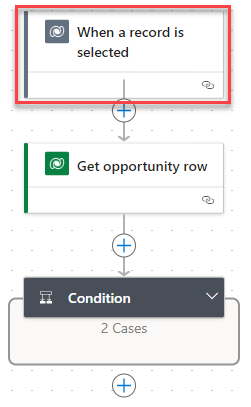 When a record is
selected
Get opportunity row
Condition
2 Cases